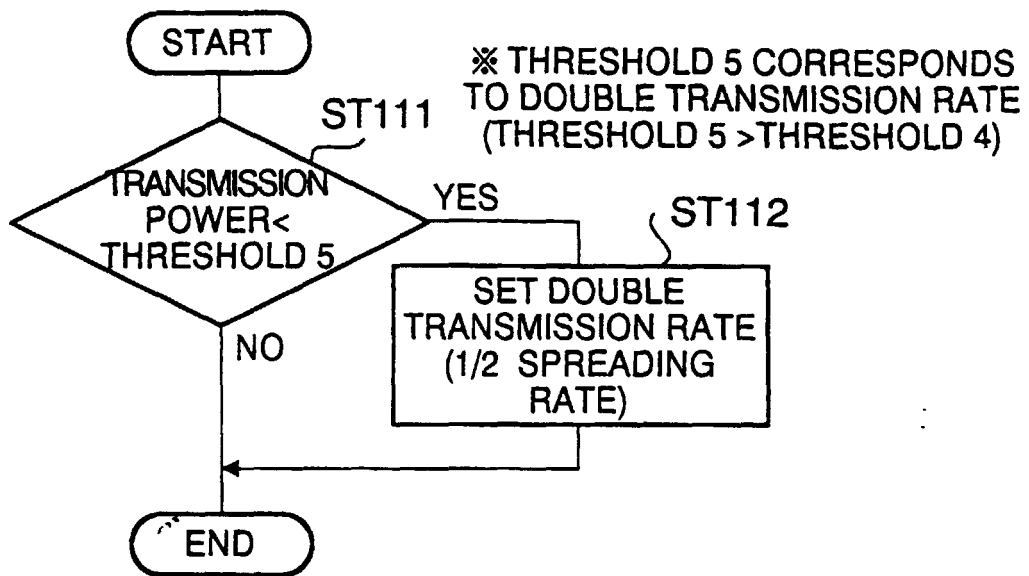 START
※ THRESHOLD 5 CORRESPONDS
TO DOUBLE TRANSMISSION RATE
(THRESHOLD 5 >THRESHOLD 4)
ST111
TRANSMISSION
POWER<
THRESHOLD 5
YES
ST112
SET DOUBLE
TRANSMISSION RATE
(1/2 SPREADING
RATE)
NO
END